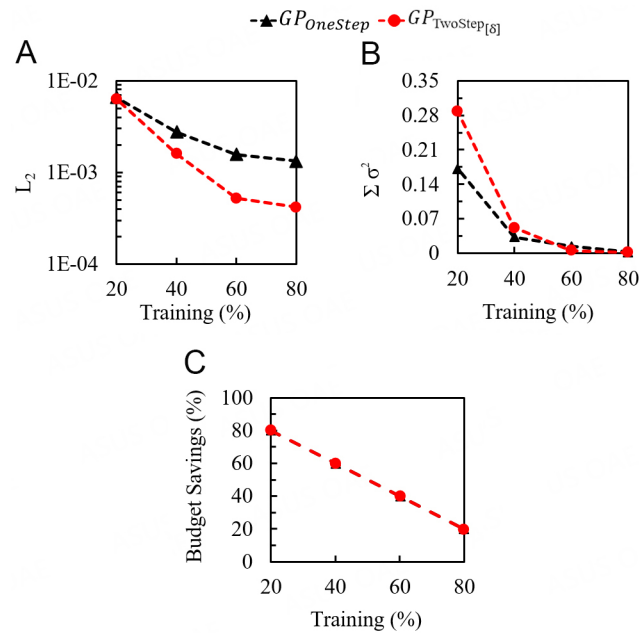 GP_OneStep GP_TwoStep[δ]
A
1E-02
1E-03
1E-04
L₂
20 40 60 80
Training (%)
B
0.35
0.28
0.21
0.14
0.07
0
Σ σ²
20 40 60 80
Training (%)
C
100
80
60
40
20
0
Budget Savings (%)
20 40 60 80
Training (%)